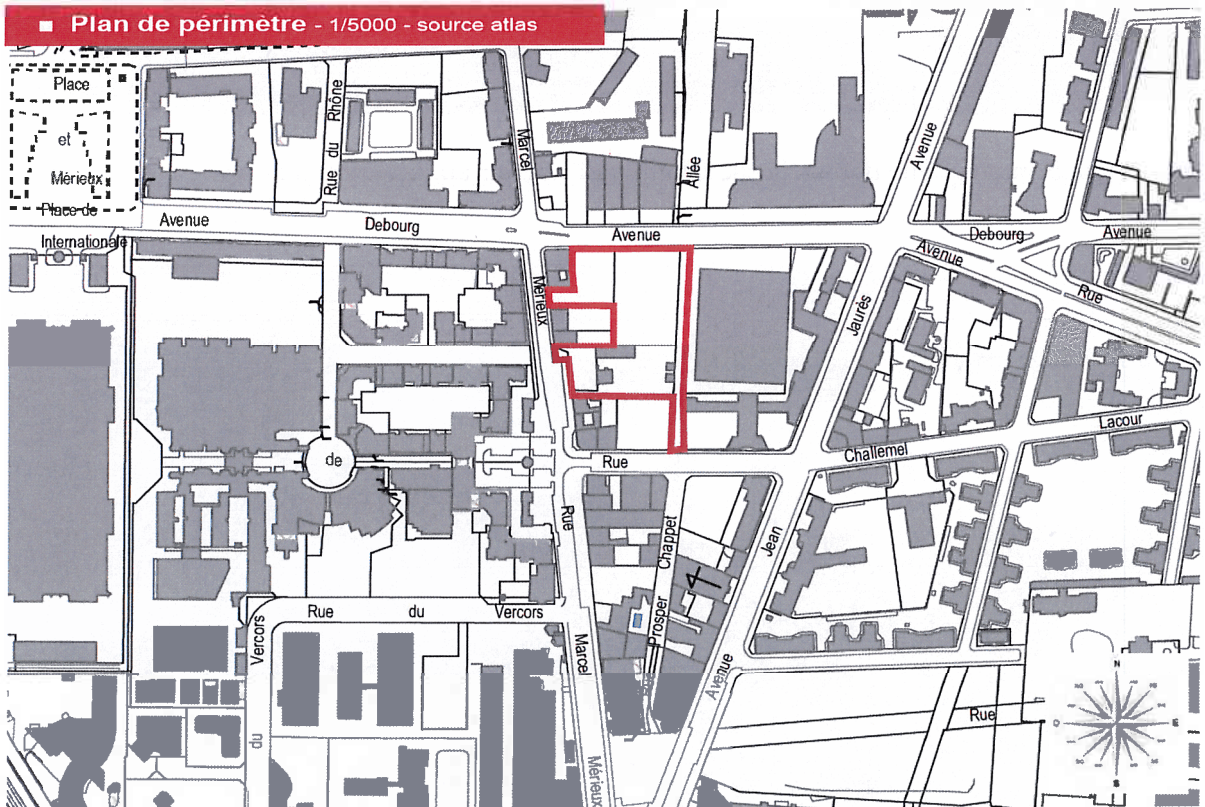 Plan de périmètre - 1/5000 - source atlas
Place
et
Mérieux
Place de
Internationale
Rue du Rhône
Marcel
Allée
Avenue
Avenue
Debourg
Avenue
Debourg
Avenue
Avenue
Rue
Mérieux
Jaurès
de
Rue
Challemel
Lacour
Rue
Chappet
Prosper
Jean
Avenue
Rue
du
Vercors
Vercors
du
Marcel
Mérieux
Rue
N
E
S
O